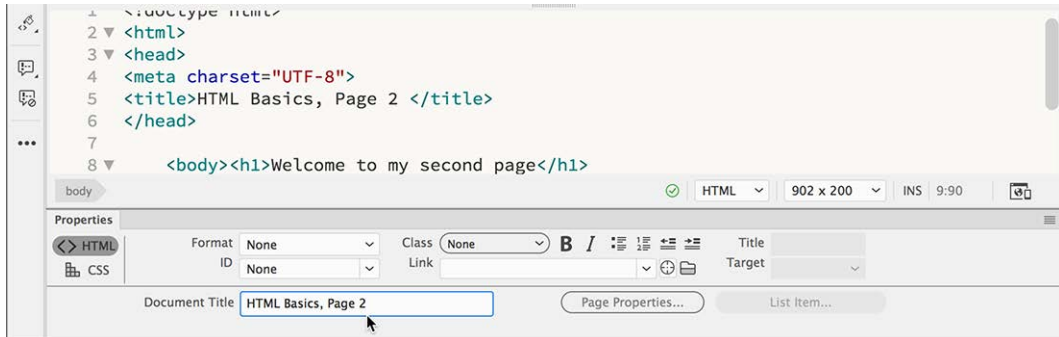 1 <!doctype html>
2 <html>
3 <head>
4 <meta charset="UTF-8">
5 <title>HTML Basics, Page 2 </title>
6 </head>
7
8 <body><h1>Welcome to my second page</h1>
body HTML 902 x 200 INS 9:90
Properties
<> HTML Format None Class None B I Title
CSS ID None Link Target
Document Title HTML Basics, Page 2 Page Properties... List Item...